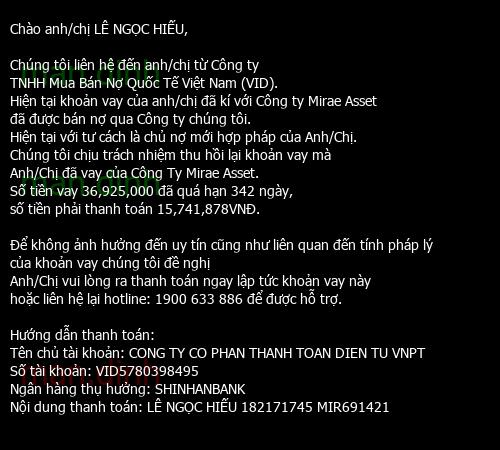 Chào anh/chị LÊ NGỌC HIẾU,
Chúng tôi liên hệ đến anh/chị từ Công ty
TNHH Mua Bán Nợ Quốc Tế Việt Nam (VID).
Hiện tại khoản vay của anh/chị đã kí với Công ty Mirae Asset
đã được bán nợ qua Công ty chúng tôi.
Hiện tại với tư cách là chủ nợ mới hợp pháp của Anh/Chị.
Chúng tôi chịu trách nhiệm thu hồi lại khoản vay mà
Anh/Chị đã vay của Công Ty Mirae Asset.
Số tiền vay 36,925,000 đã quá hạn 342 ngày,
số tiền phải thanh toán 15,741,878VNĐ.
Để không ảnh hưởng đến uy tín cũng như liên quan đến tính pháp lý
của khoản vay chúng tôi đề nghị
Anh/Chị vui lòng ra thanh toán ngay lập tức khoản vay này
hoặc liên hệ lại hotline: 1900 633 886 để được hỗ trợ.
Hướng dẫn thanh toán:
Tên chủ tài khoản: CONG TY CO PHAN THANH TOAN DIEN TU VNPT
Số tài khoản: VID5780398495
Ngân hàng thụ hưởng: SHINHANBANK
Nội dung thanh toán: LÊ NGỌC HIẾU 182171745 MIR691421